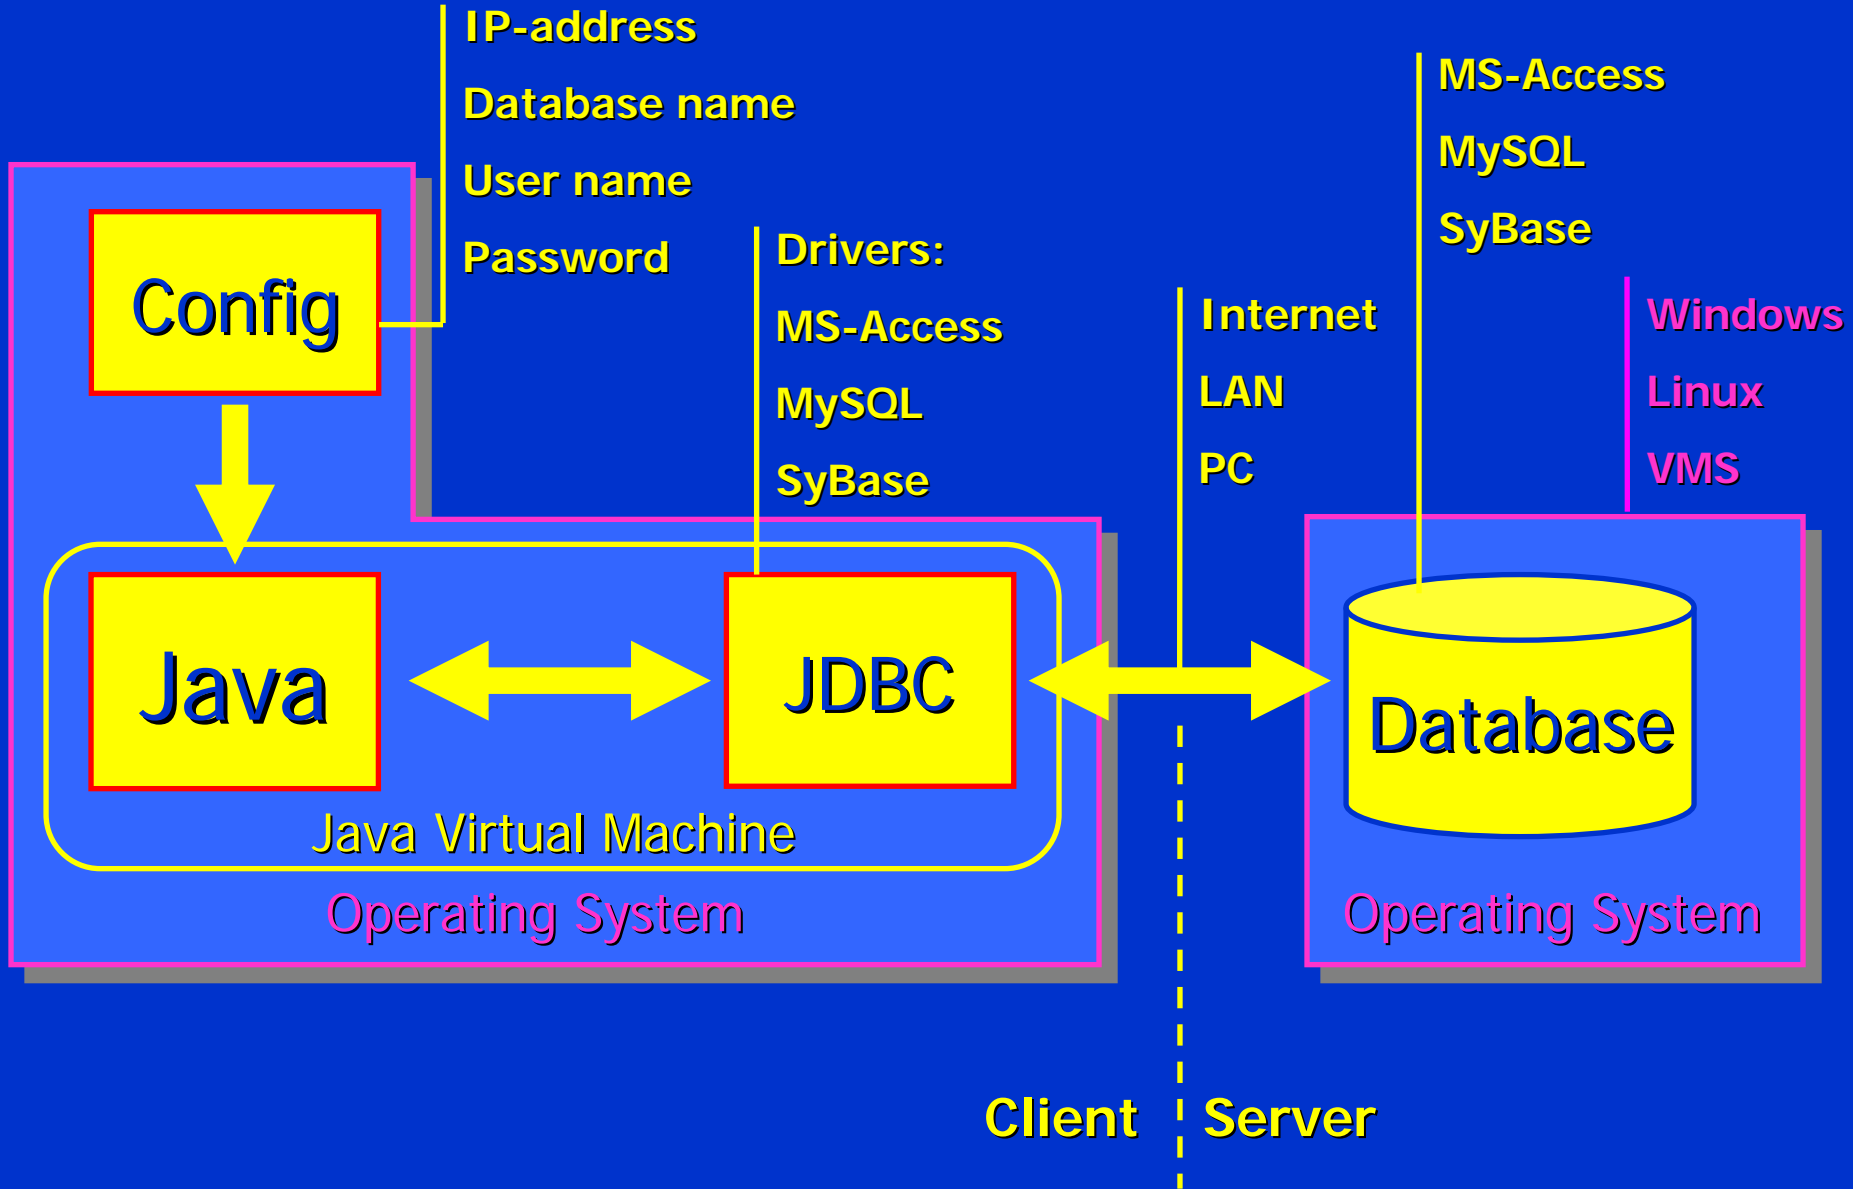 IP-address
Database name
User name
Password
Config
Drivers:
MS-Access
MySQL
SyBase
Internet
LAN
PC
MS-Access
MySQL
SyBase
Windows
Linux
VMS
Java
JDBC
Java Virtual Machine
Operating System
Database
Operating System
Client
Server